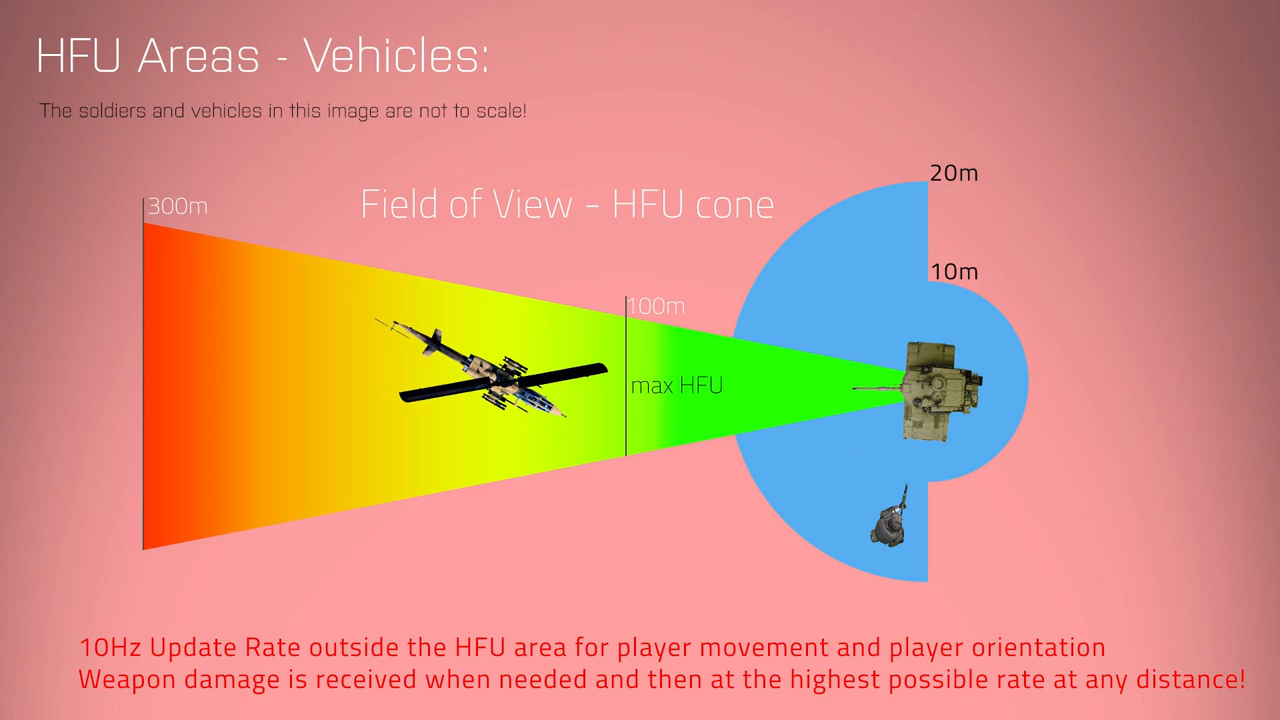 HFU Areas - Vehicles:
The soldiers and vehicles in this image are not to scale!
20m
Field of View - HFU cone
300m
10m
100m
max HFU
10Hz Update Rate outside the HFU area for player movement and player orientation
Weapon damage is received when needed and then at the highest possible rate at any distance!